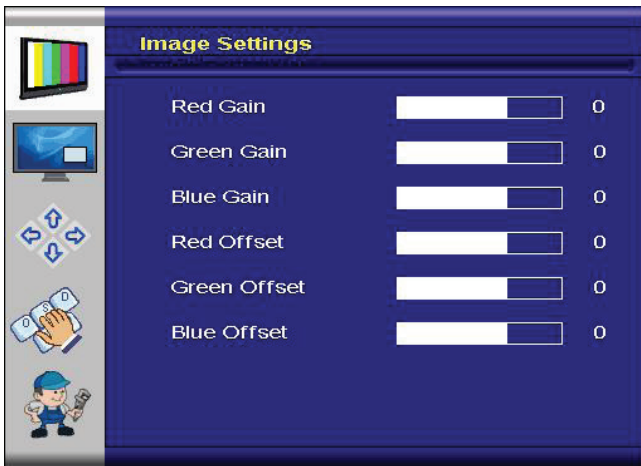 Image Settings
Red Gain 0
Green Gain 0
Blue Gain 0
Red Offset 0
Green Offset 0
Blue Offset 0
O S D